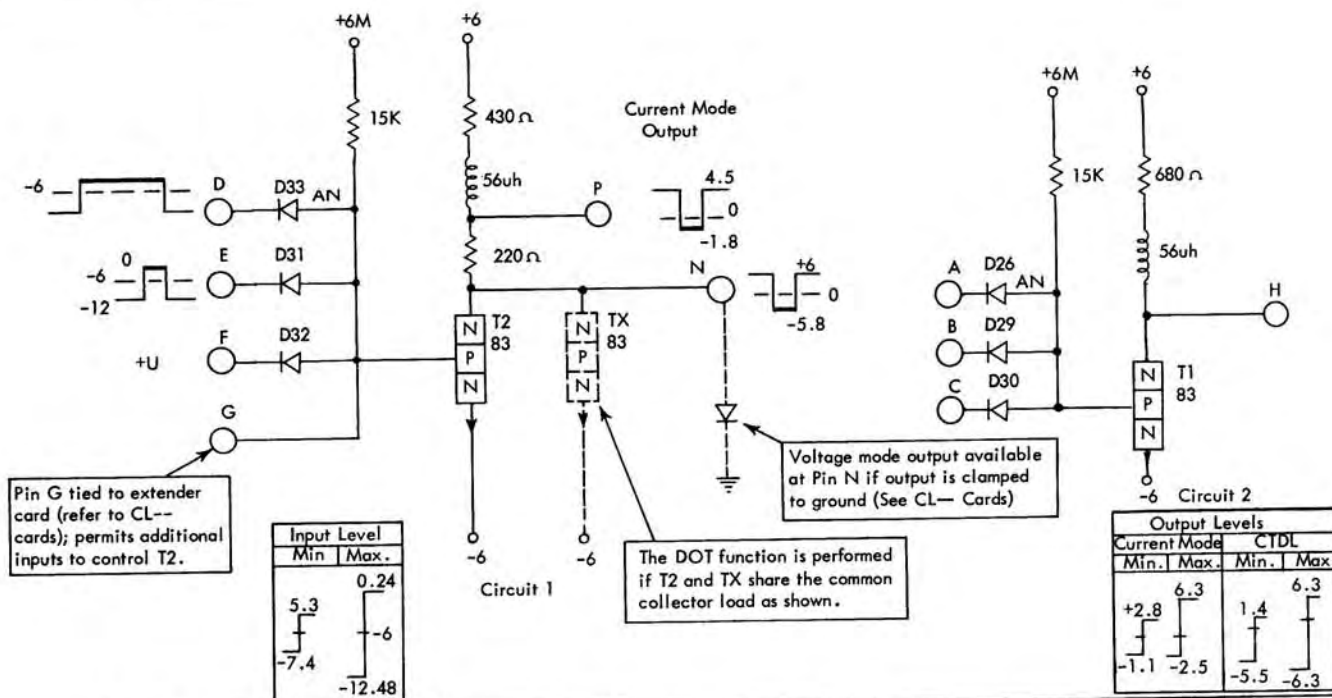 +6M
+6
15K
430Ω
Current Mode
Output
-6
D
D33
AN
56uh
P
4.5
0
-1.8
0
-6
-12
E
D31
220Ω
N
+6
0
-5.8
+U
F
D32
N
P
N
T2
83
N
P
N
TX
83
G
Pin G tied to extender
card (refer to CL--
cards); permits additional
inputs to control T2.
Voltage mode output available
at Pin N if output is clamped
to ground (See CL— Cards)
-6
-6
Circuit 1
The DOT function is performed
if T2 and TX share the common
collector load as shown.
Input Level
Min Max.
5.3
-7.4
0.24
-6
-12.48
+6M
+6
15K
680Ω
56uh
A
D26
AN
B
D29
C
D30
H
N
P
N
T1
83
-6
Circuit 2
Output Levels
Current Mode CTDL
Min. Max. Min. Max
+2.8 6.3 1.4 6.3
-1.1 -2.5 -5.5 -6.3